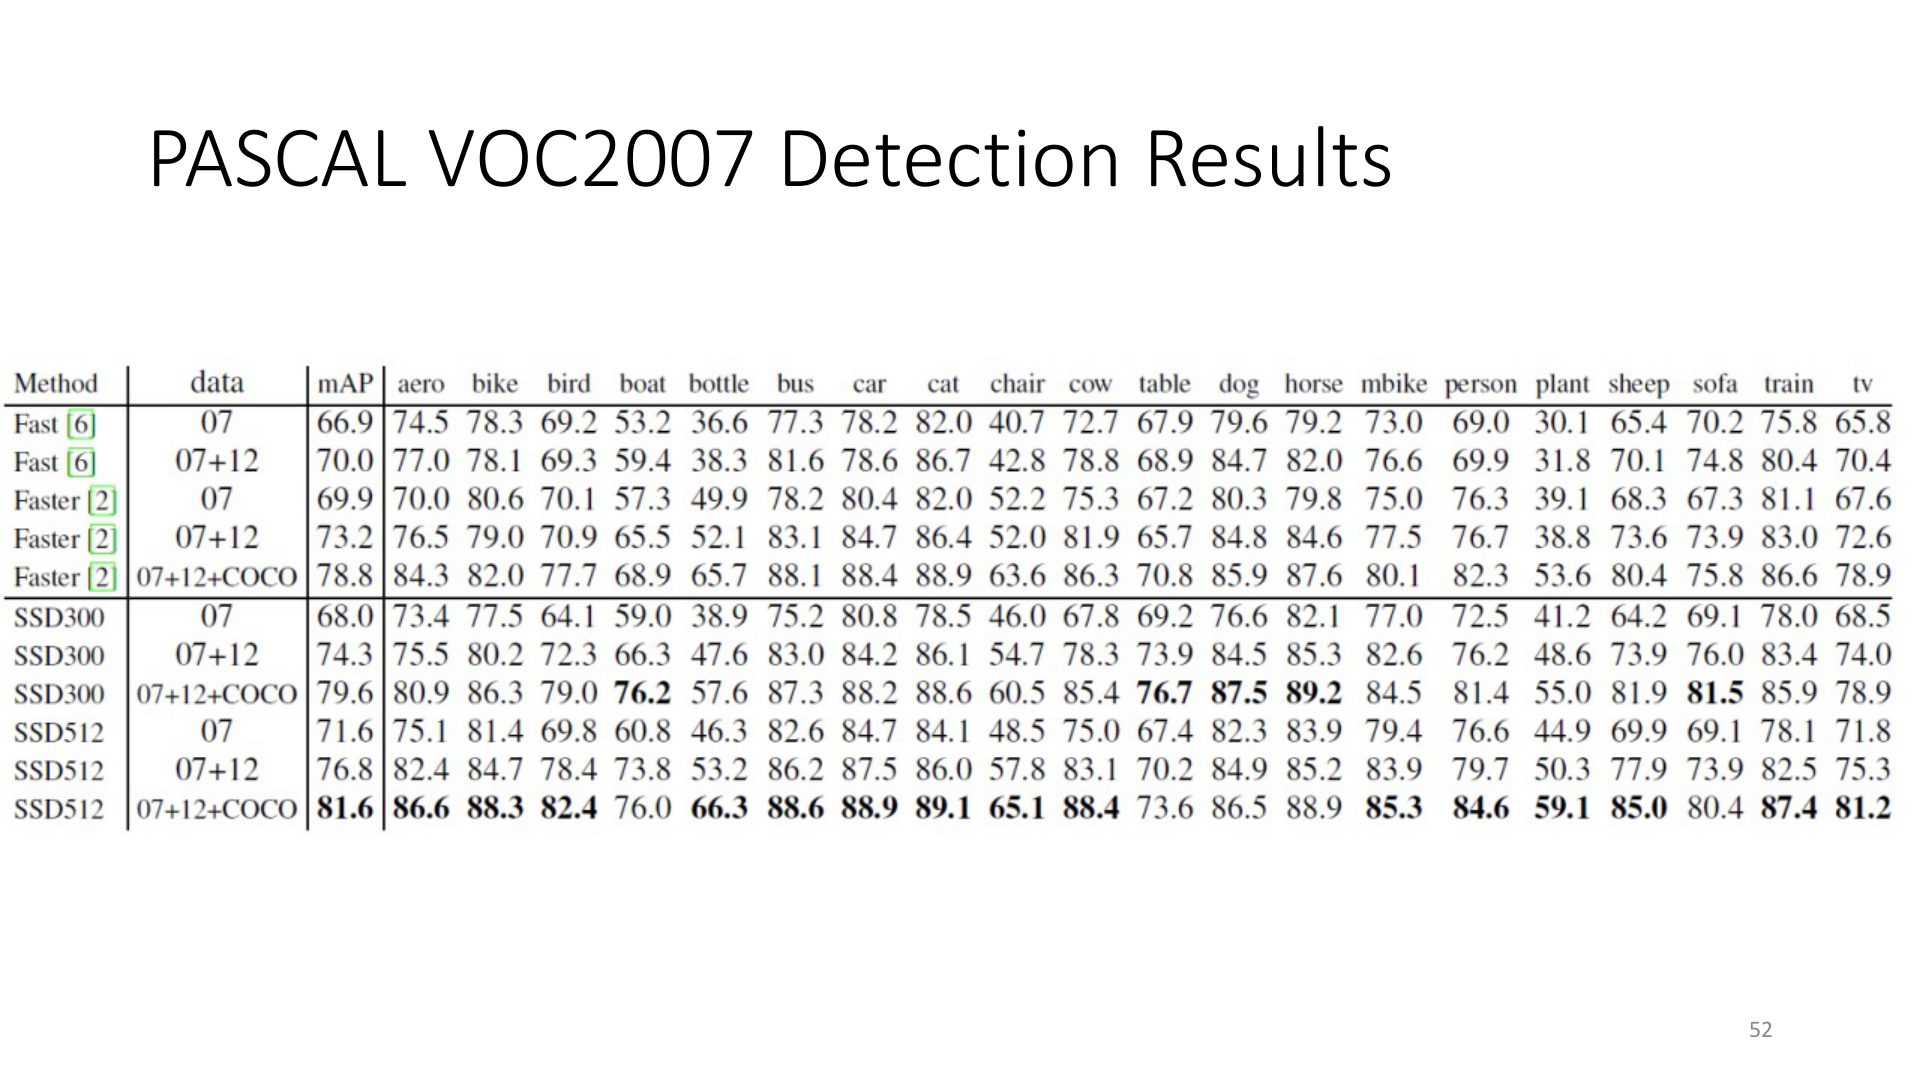 PASCAL VOC2007 Detection Results
Method data mAP aero bike bird boat bottle bus car cat chair cow table dog horse mbike person plant sheep sofa train tv
Fast [6] 07 66.9 74.5 78.3 69.2 53.2 36.6 77.3 78.2 82.0 40.7 72.7 67.9 79.6 79.2 73.0 69.0 30.1 65.4 70.2 75.8 65.8
Fast [6] 07+12 70.0 77.0 78.1 69.3 59.4 38.3 81.6 78.6 86.7 42.8 78.8 68.9 84.7 82.0 76.6 69.9 31.8 70.1 74.8 80.4 70.4
Faster [2] 07 69.9 70.0 80.6 70.1 57.3 49.9 78.2 80.4 82.0 52.2 75.3 67.2 80.3 79.8 75.0 76.3 39.1 68.3 67.3 81.1 67.6
Faster [2] 07+12 73.2 76.5 79.0 70.9 65.5 52.1 83.1 84.7 86.4 52.0 81.9 65.7 84.8 84.6 77.5 76.7 38.8 73.6 73.9 83.0 72.6
Faster [2] 07+12+COCO 78.8 84.3 82.0 77.7 68.9 65.7 88.1 88.4 88.9 63.6 86.3 70.8 85.9 87.6 80.1 82.3 53.6 80.4 75.8 86.6 78.9
SSD300 07 68.0 73.4 77.5 64.1 59.0 38.9 75.2 80.8 78.5 46.0 67.8 69.2 76.6 82.1 77.0 72.5 41.2 64.2 69.1 78.0 68.5
SSD300 07+12 74.3 75.5 80.2 72.3 66.3 47.6 83.0 84.2 86.1 54.7 78.3 73.9 84.5 85.3 82.6 76.2 48.6 73.9 76.0 83.4 74.0
SSD300 07+12+COCO 79.6 80.9 86.3 79.0 76.2 57.6 87.3 88.2 88.6 60.5 85.4 76.7 87.5 89.2 84.5 81.4 55.0 81.9 81.5 85.9 78.9
SSD512 07 71.6 75.1 81.4 69.8 60.8 46.3 82.6 84.7 84.1 48.5 75.0 67.4 82.3 83.9 79.4 76.6 44.9 69.9 69.1 78.1 71.8
SSD512 07+12 76.8 82.4 84.7 78.4 73.8 53.2 86.2 87.5 86.0 57.8 83.1 70.2 84.9 85.2 83.9 79.7 50.3 77.9 73.9 82.5 75.3
SSD512 07+12+COCO 81.6 86.6 88.3 82.4 76.0 66.3 88.6 88.9 89.1 65.1 88.4 73.6 86.5 88.9 85.3 84.6 59.1 85.0 80.4 87.4 81.2
52